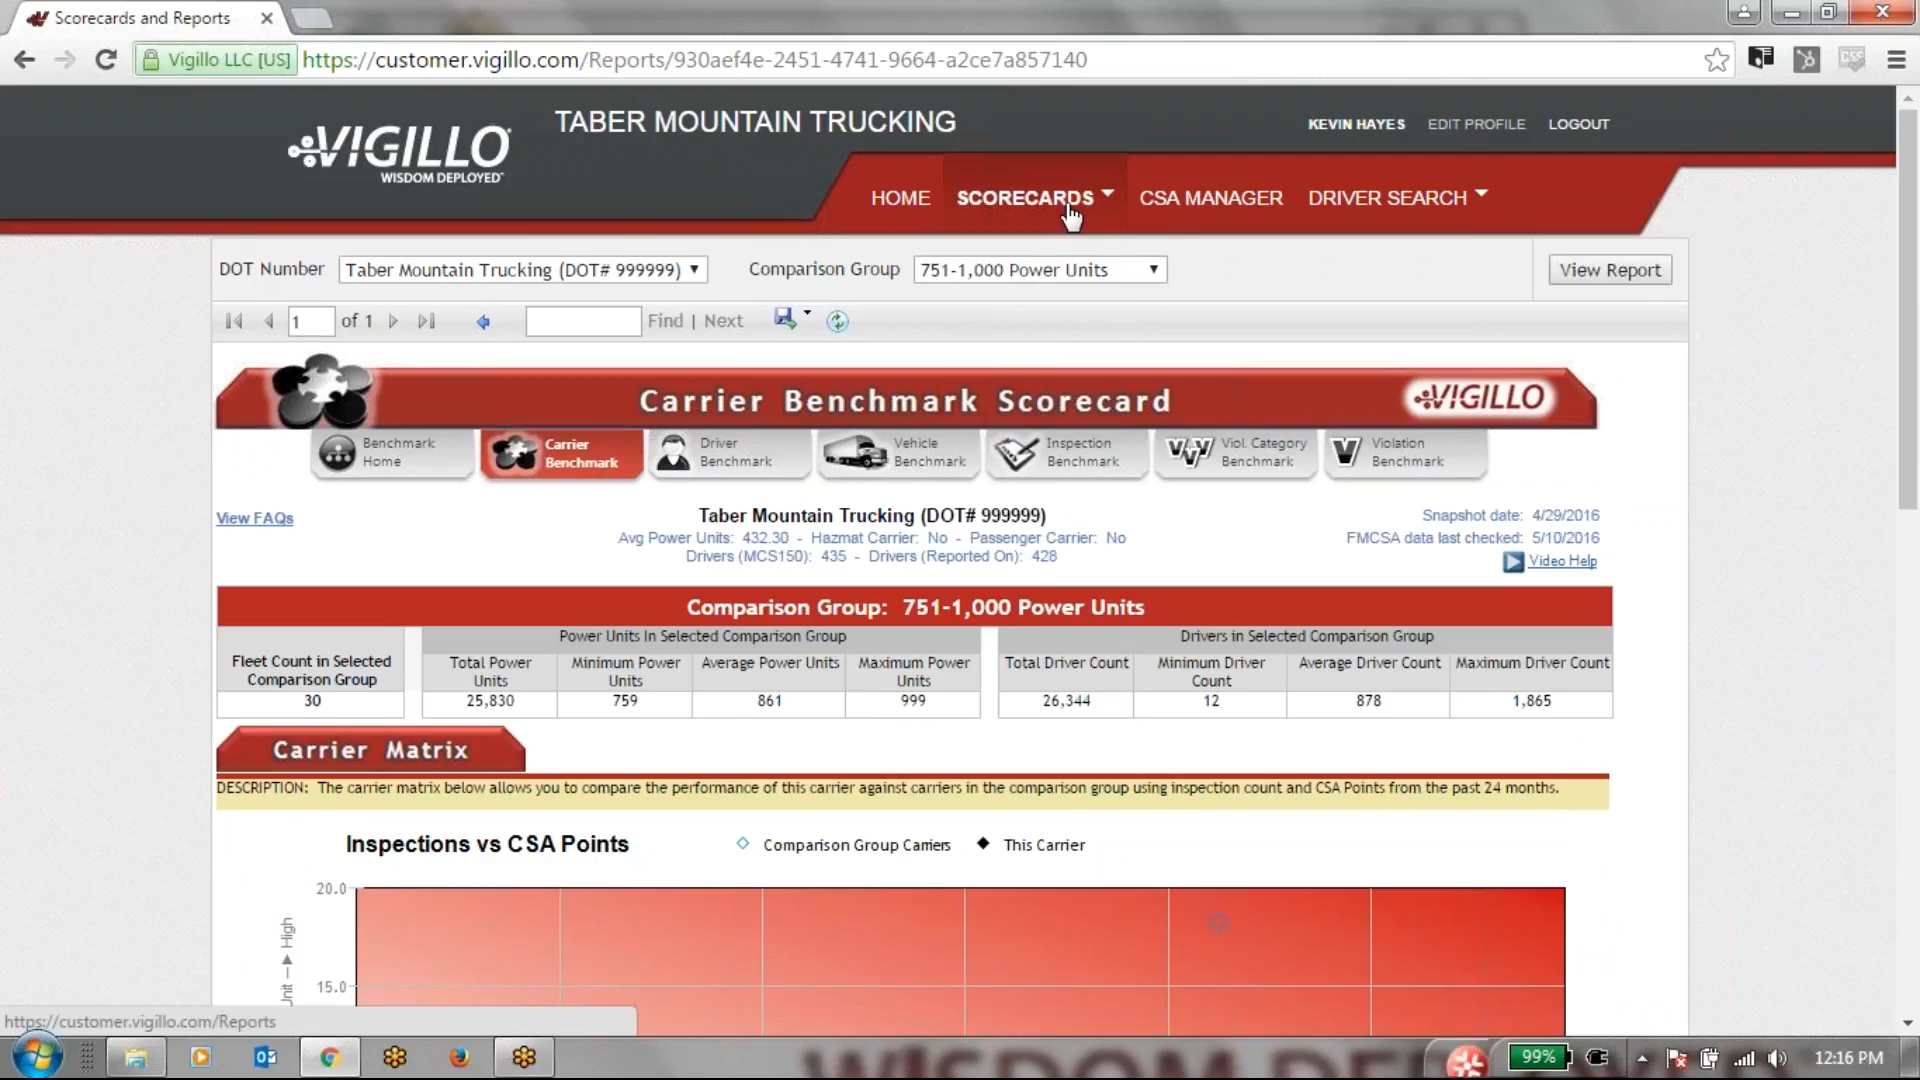 Scorecards and Reports
Vigillo LLC [US] https://customer.vigillo.com/Reports/930aef4e-2451-4741-9664-a2ce7a857140
TABER MOUNTAIN TRUCKING
KEVIN HAYES EDIT PROFILE LOGOUT
VIGILLO
WISDOM DEPLOYED
HOME SCORECARDS CSA MANAGER DRIVER SEARCH
DOT Number Taber Mountain Trucking (DOT# 999999) Comparison Group 751-1,000 Power Units View Report
1 of 1 Find | Next
Carrier Benchmark Scorecard VIGILLO
Benchmark Home
Carrier Benchmark
Driver Benchmark
Vehicle Benchmark
Inspection Benchmark
Viol. Category Benchmark
Violation Benchmark
View FAQs
Taber Mountain Trucking (DOT# 999999)
Avg Power Units: 432.30 - Hazmat Carrier: No - Passenger Carrier: No
Drivers (MCS150): 435 - Drivers (Reported On): 428
Snapshot date: 4/29/2016
FMCSA data last checked: 5/10/2016
Video Help
Comparison Group: 751-1,000 Power Units
Power Units In Selected Comparison Group Drivers in Selected Comparison Group
Fleet Count in Selected Comparison Group Total Power Units Minimum Power Units Average Power Units Maximum Power Units Total Driver Count Minimum Driver Count Average Driver Count Maximum Driver Count
30 25,830 759 861 999 26,344 12 878 1,865
Carrier Matrix
DESCRIPTION: The carrier matrix below allows you to compare the performance of this carrier against carriers in the comparison group using inspection count and CSA Points from the past 24 months.
Inspections vs CSA Points Comparison Group Carriers This Carrier
20.0
High
Unit
15.0
https://customer.vigillo.com/Reports
99%
12:16 PM